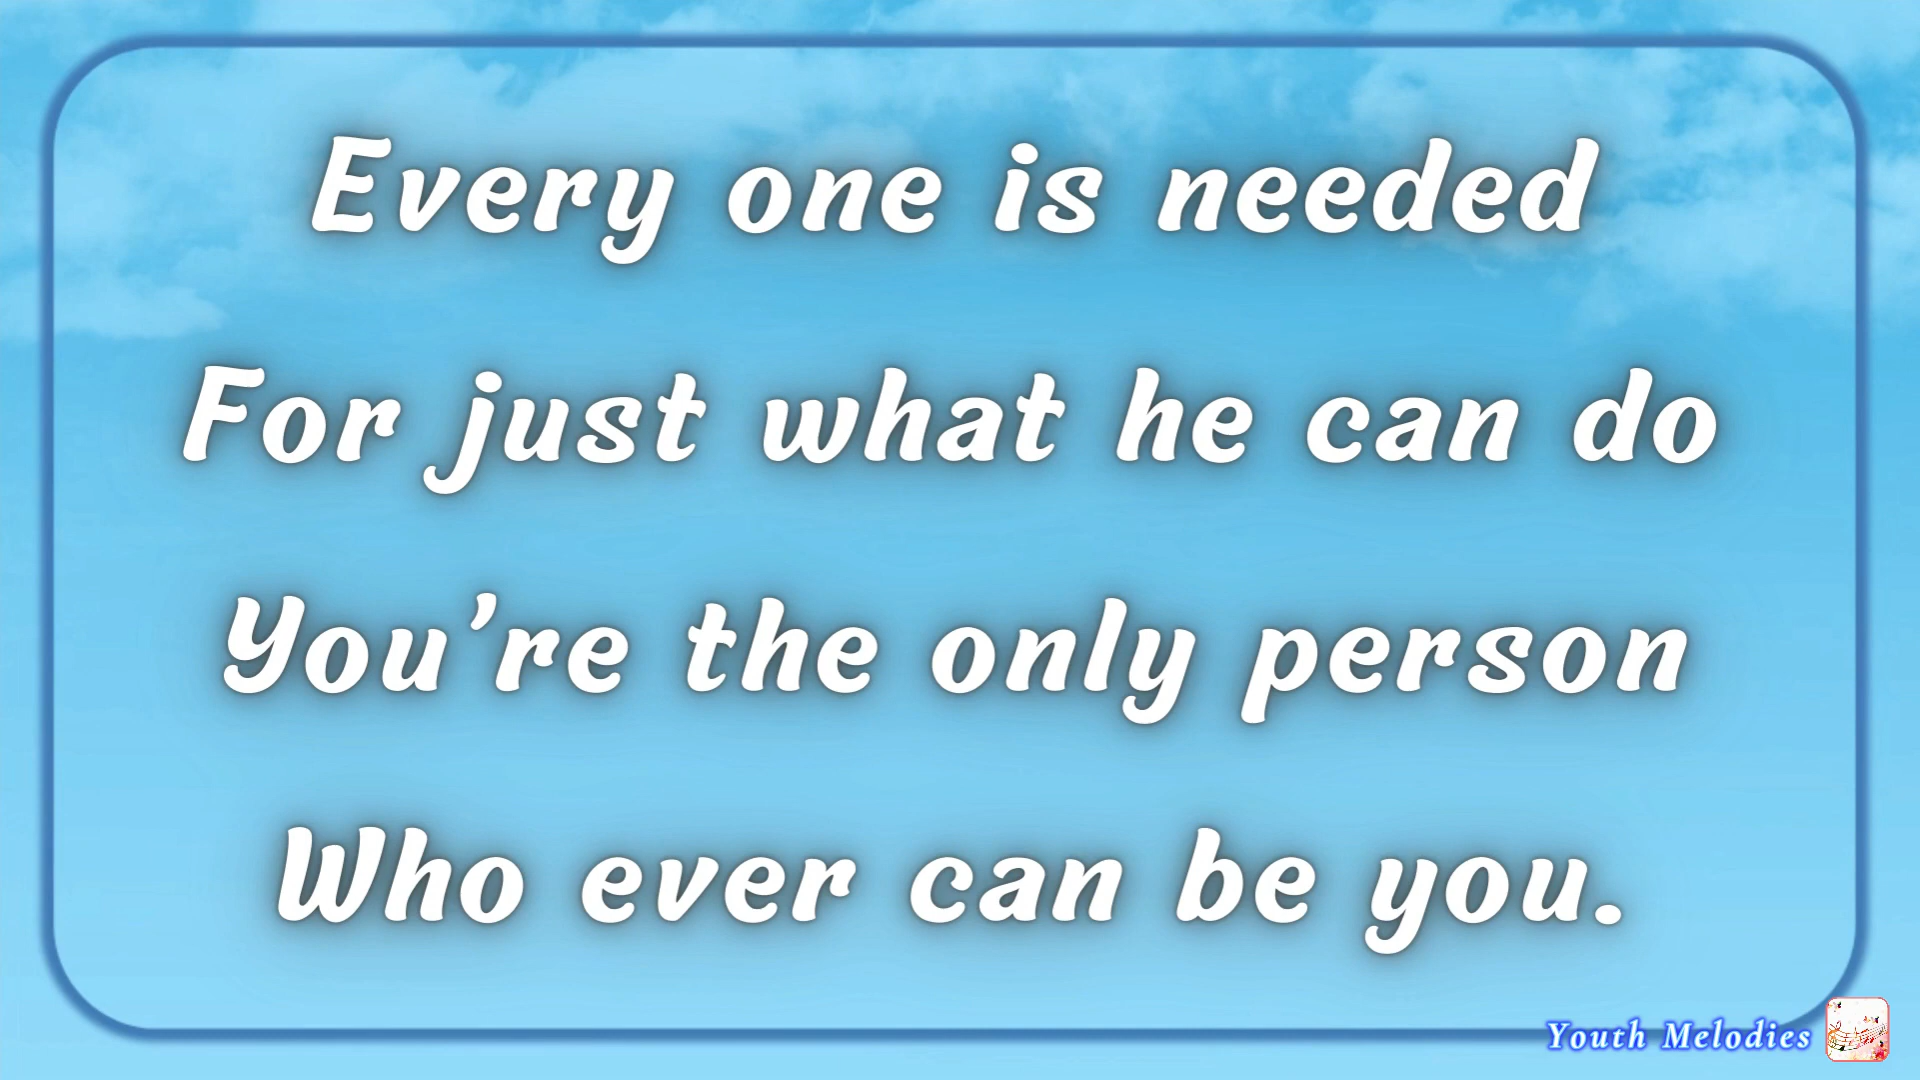 Every one is needed
For just what he can do
You’re the only person
Who ever can be you.
Youth Melodies